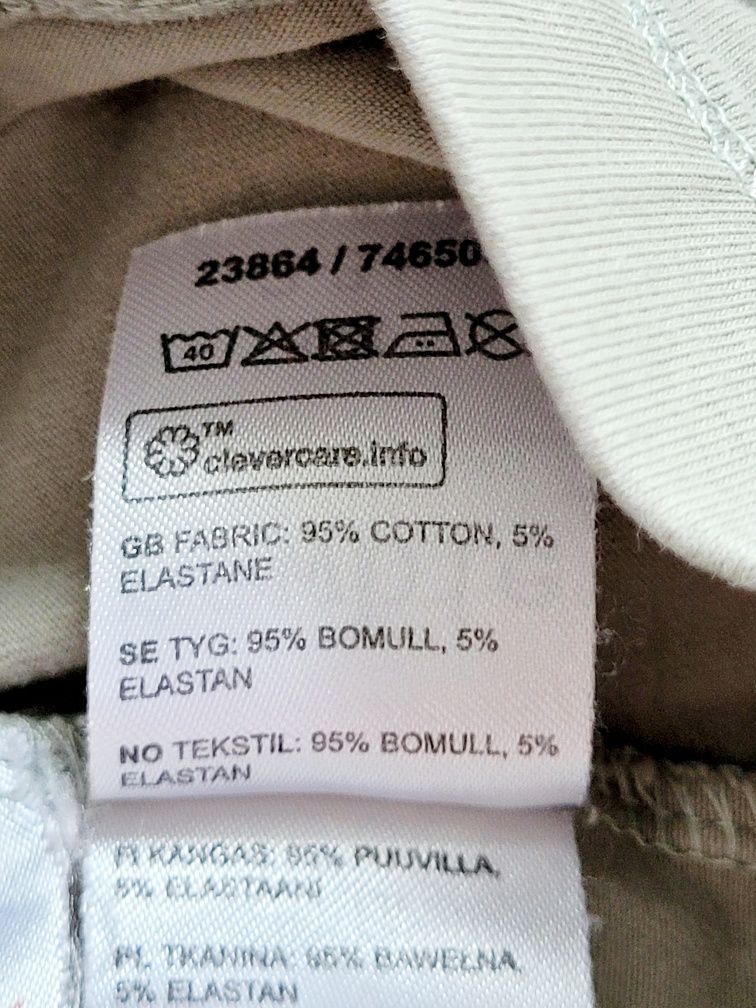 23864 / 74650
40
TM
clevercare.info
GB FABRIC: 95% COTTON, 5%
ELASTANE
SE TYG: 95% BOMULL, 5%
ELASTAN
NO TEKSTIL: 95% BOMULL, 5%
ELASTAN
FI KANGAS: 95% PUUVILLA,
5% ELASTAANI
PL TKANINA: 95% BAWEŁNA,
5% ELASTAN